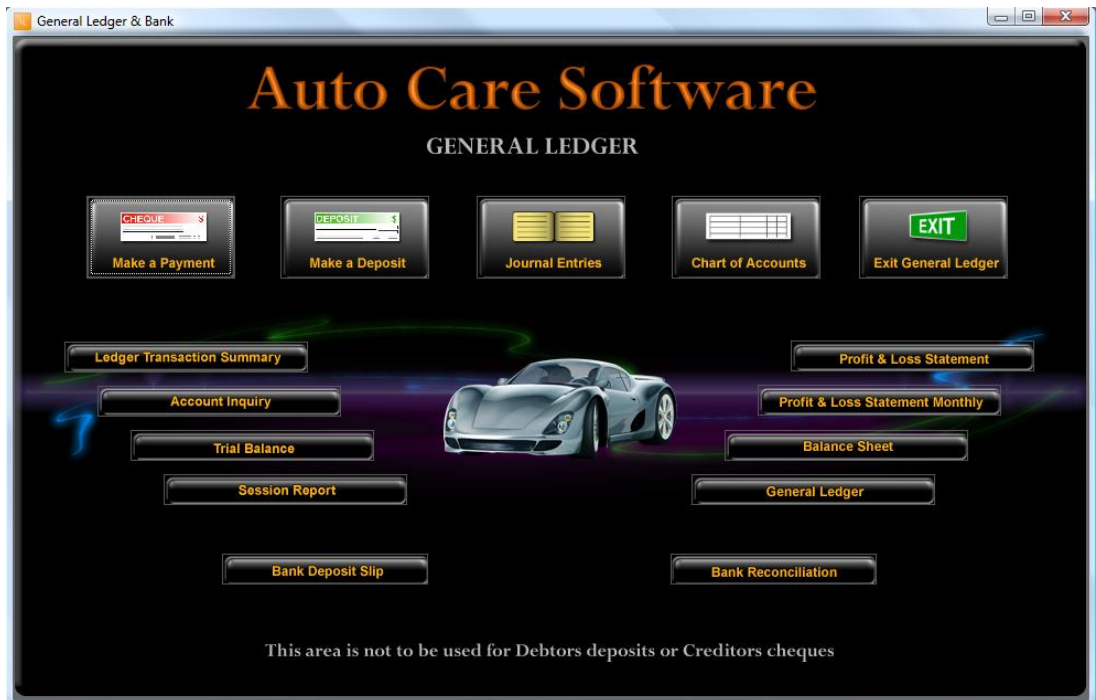 General Ledger & Bank
Auto Care Software
GENERAL LEDGER
CHEQUE $
DEPOSIT $
EXIT
Make a Payment
Make a Deposit
Journal Entries
Chart of Accounts
Exit General Ledger
Ledger Transaction Summary
Account Inquiry
Trial Balance
Session Report
Profit & Loss Statement
Profit & Loss Statement Monthly
Balance Sheet
General Ledger
Bank Deposit Slip
Bank Reconciliation
This area is not to be used for Debtors deposits or Creditors cheques